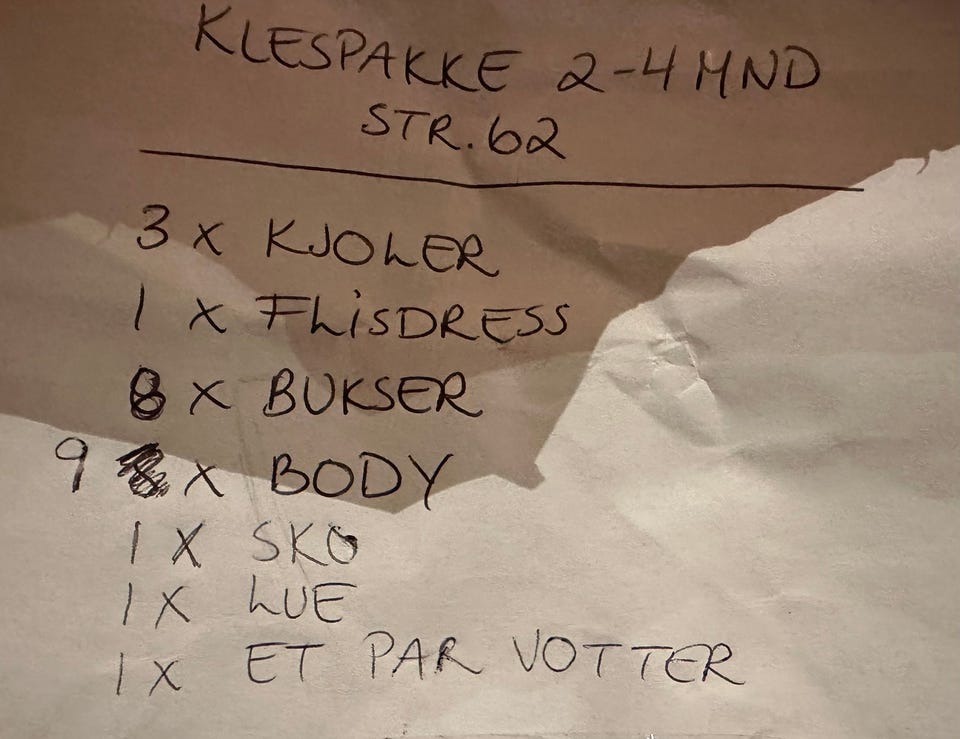 KLESPAKKE 2-4 MND
STR. 62
3 x KJOLER
1 x FLiSDRESS
8 x BUKSER
9 x BODY
1 X SKO
1 X LUE
1 X ET PAR VOTTER